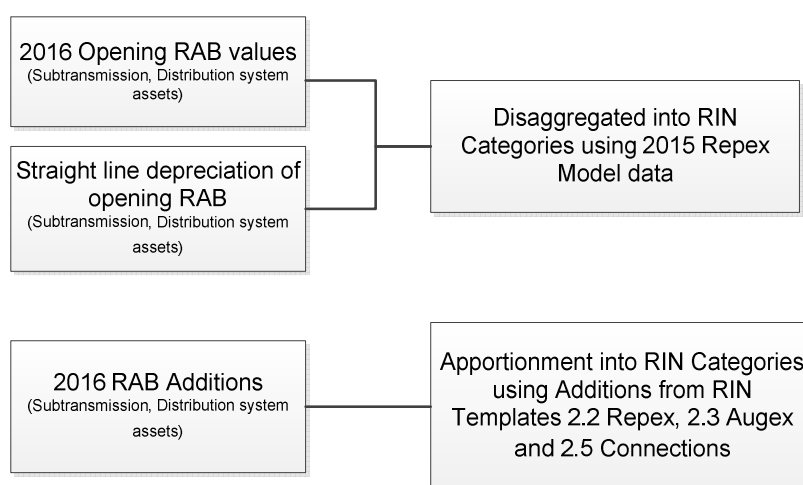 2016 Opening RAB values
(Subtransmission, Distribution system
assets)
Straight line depreciation of
opening RAB
(Subtransmission, Distribution system
assets)
Disaggregated into RIN
Categories using 2015 Repex
Model data
2016 RAB Additions
(Subtransmission, Distribution system
assets)
Apportionment into RIN Categories
using Additions from RIN
Templates 2.2 Repex, 2.3 Augex
and 2.5 Connections